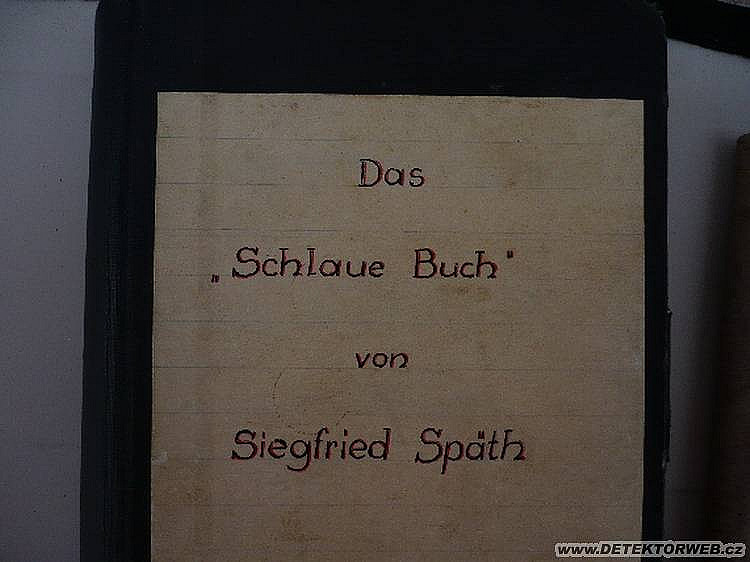 Das
„Schlaue Buch"
von
Siegfried Späth
www.DETEKTORWEB.cz